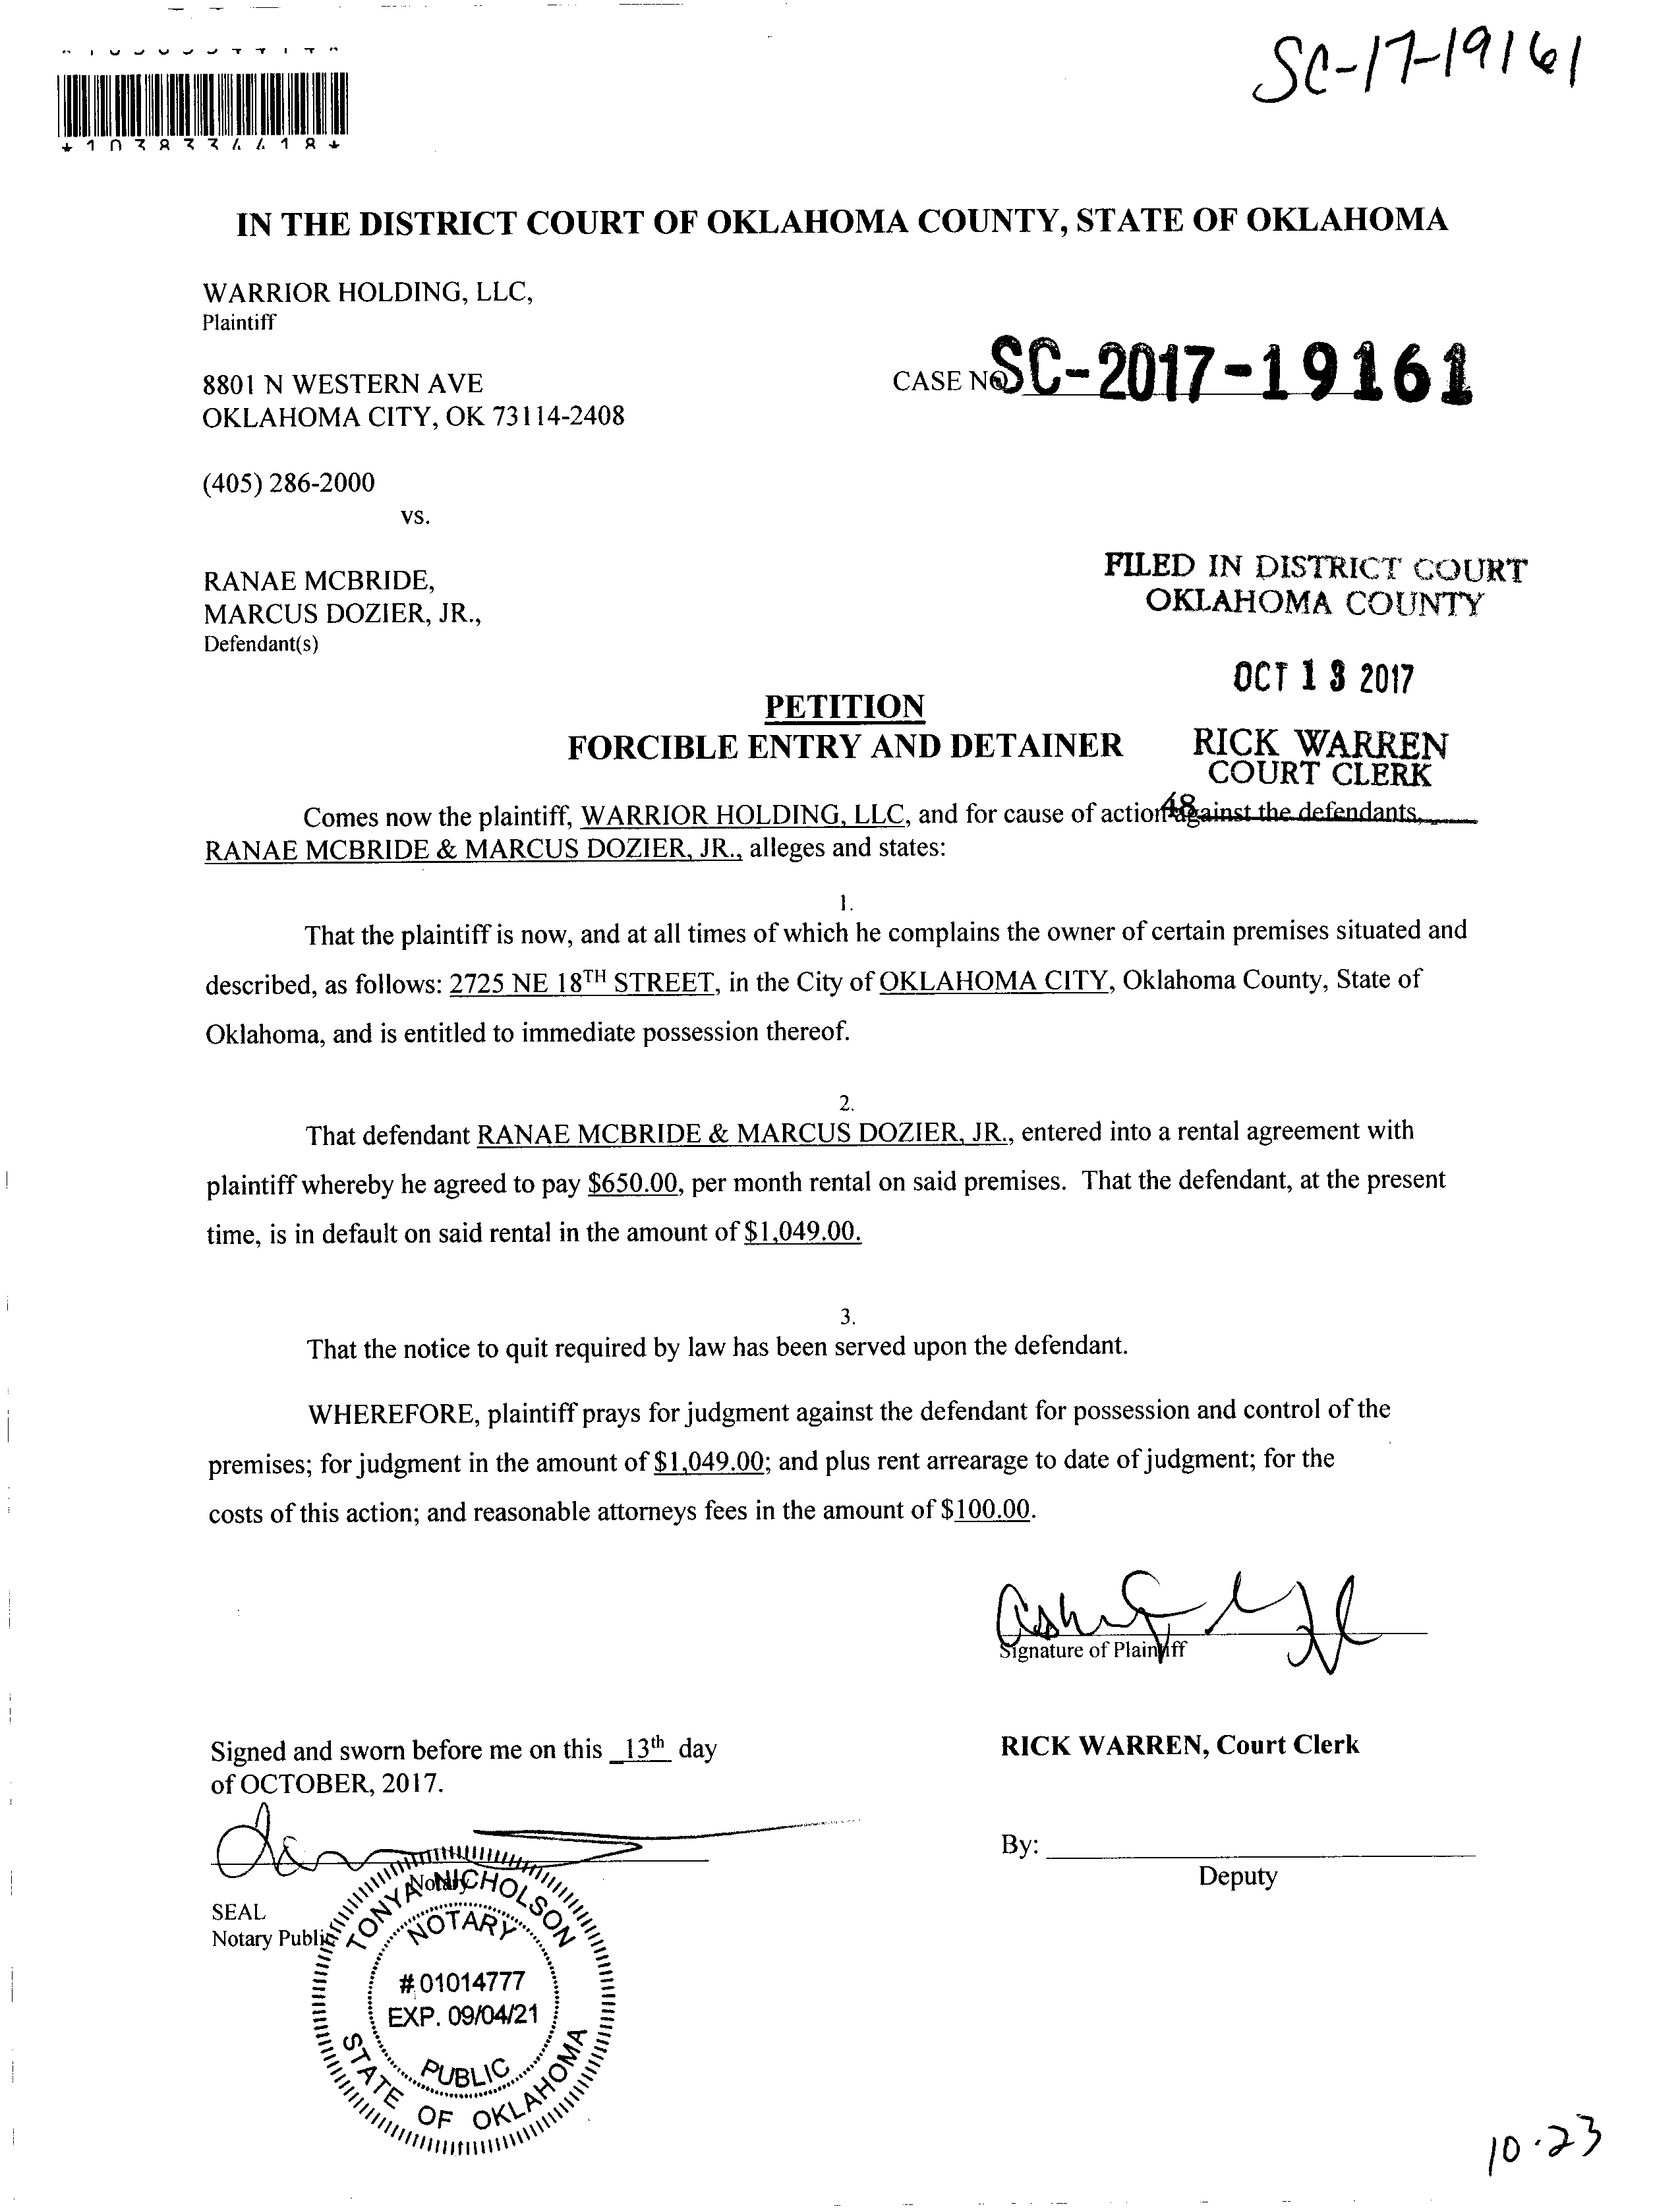 SC-17-19161
*1038334418*
IN THE DISTRICT COURT OF OKLAHOMA COUNTY, STATE OF OKLAHOMA
WARRIOR HOLDING, LLC,
Plaintiff
8801 N WESTERN AVE
OKLAHOMA CITY, OK 73114-2408
CASE NO SC-2017-19161
(405) 286-2000
vs.
RANAE MCBRIDE,
MARCUS DOZIER, JR.,
Defendant(s)
FILED IN DISTRICT COURT
OKLAHOMA COUNTY
OCT 13 2017
RICK WARREN
COURT CLERK
48
PETITION
FORCIBLE ENTRY AND DETAINER
Comes now the plaintiff, WARRIOR HOLDING, LLC, and for cause of action against the defendants,
RANAE MCBRIDE & MARCUS DOZIER, JR., alleges and states:
1.
That the plaintiff is now, and at all times of which he complains the owner of certain premises situated and
described, as follows: 2725 NE 18TH STREET, in the City of OKLAHOMA CITY, Oklahoma County, State of
Oklahoma, and is entitled to immediate possession thereof.
2.
That defendant RANAE MCBRIDE & MARCUS DOZIER, JR., entered into a rental agreement with
plaintiff whereby he agreed to pay $650.00, per month rental on said premises. That the defendant, at the present
time, is in default on said rental in the amount of $1,049.00.
3.
That the notice to quit required by law has been served upon the defendant.
WHEREFORE, plaintiff prays for judgment against the defendant for possession and control of the
premises; for judgment in the amount of $1,049.00; and plus rent arrearage to date of judgment; for the
costs of this action; and reasonable attorneys fees in the amount of $100.00.
Signature of Plaintiff
Signed and sworn before me on this 13th day
of OCTOBER, 2017.
RICK WARREN, Court Clerk
By:
Deputy
Notary
SEAL
Notary Public
TONYA NICHOLSON
NOTARY
# 01014777
EXP. 09/04/21
PUBLIC
STATE OF OKLAHOMA
10.23